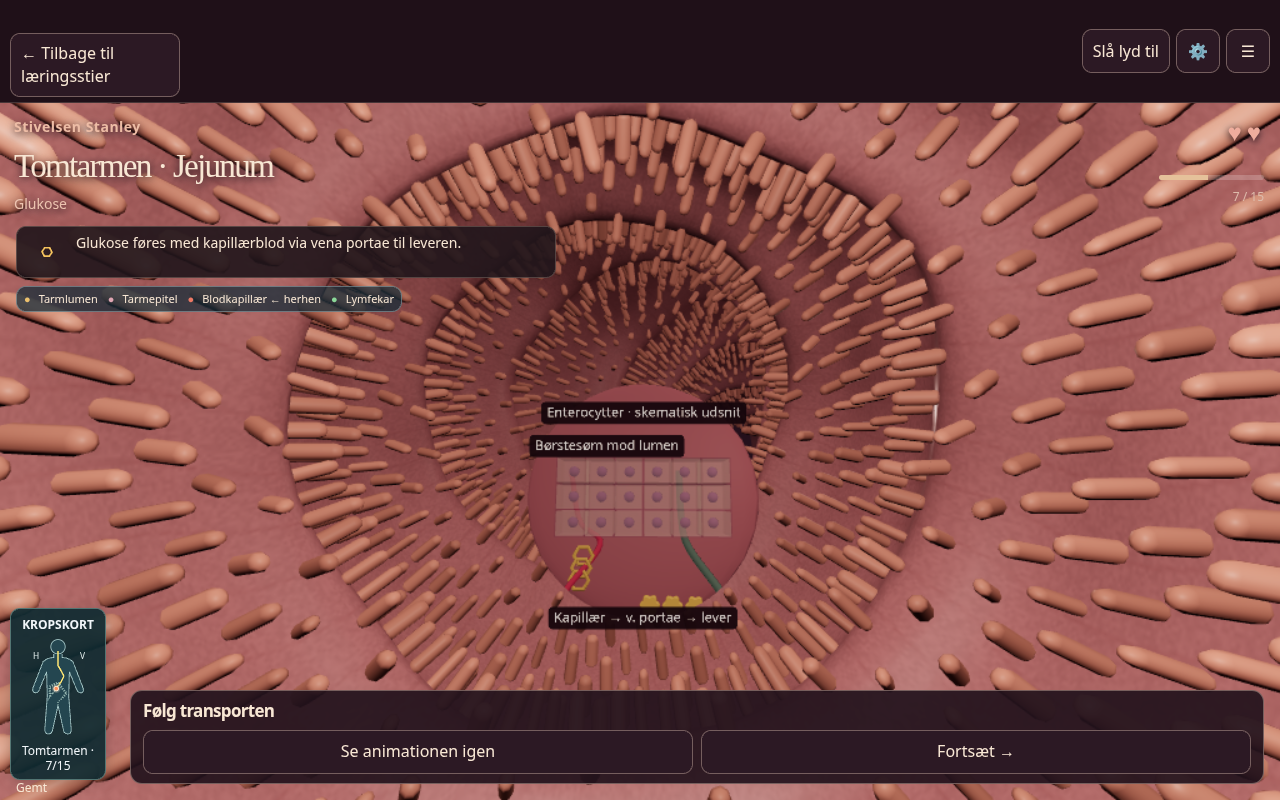 ← Tilbage til
læringsstier
Slå lyd til
Stivelsen Stanley
Tomtarmen · Jejunum
Glukose
7 / 15
Glukose føres med kapillærblod via vena portae til leveren.
Tarmlumen Tarmepitel Blodkapillær ← herhen Lymfekar
Enterocytter · skematisk udsnit
Børstesøm mod lumen
Kapillær → v. portae → lever
KROPSKORT
H V
Tomtarmen ·
7/15
Gemt
Følg transporten
Se animationen igen
Fortsæt →